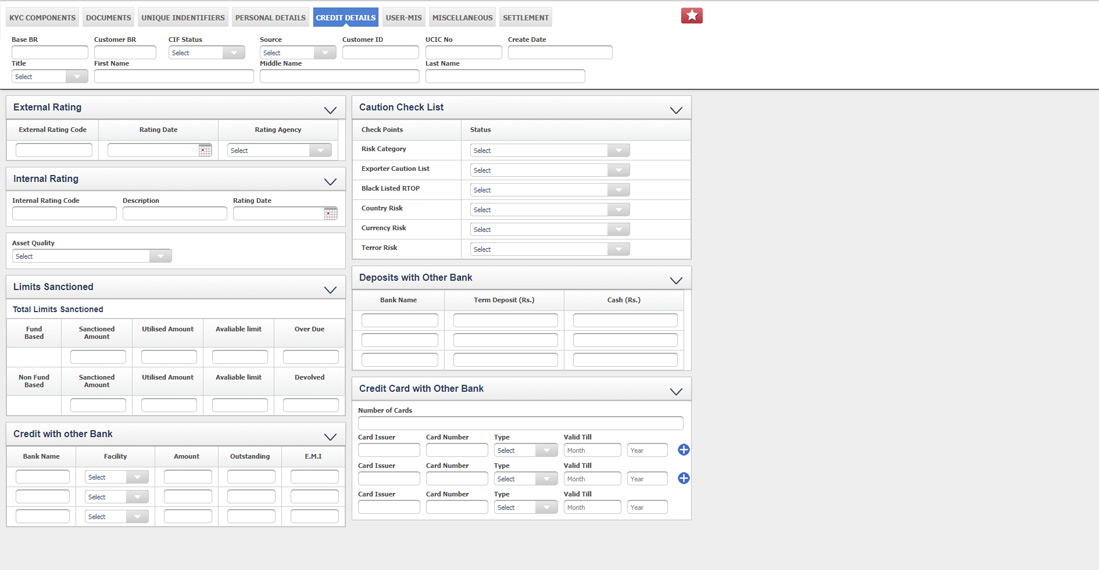 KYC COMPONENTS DOCUMENTS UNIQUE INDENTIFIERS PERSONAL DETAILS CREDIT DETAILS USER-MIS MISCELLANEOUS SETTLEMENT
Base BR Customer BR CIF Status Source Customer ID UCIC No Create Date
Select Select
Title First Name Middle Name Last Name
Select
External Rating
External Rating Code Rating Date Rating Agency
Select
Internal Rating
Internal Rating Code Description Rating Date
Asset Quality
Select
Limits Sanctioned
Total Limits Sanctioned
Fund Based Sanctioned Amount Utilised Amount Avaliable limit Over Due
Non Fund Based Sanctioned Amount Utilised Amount Avaliable limit Devolved
Credit with other Bank
Bank Name Facility Amount Outstanding E.M.I
Select
Select
Select
Caution Check List
Check Points Status
Risk Category Select
Exporter Caution List Select
Black Listed RTOP Select
Country Risk Select
Currency Risk Select
Terror Risk Select
Deposits with Other Bank
Bank Name Term Deposit (Rs.) Cash (Rs.)
Credit Card with Other Bank
Number of Cards
Card Issuer Card Number Type Valid Till
Select Month Year
Card Issuer Card Number Type Valid Till
Select Month Year
Card Issuer Card Number Type Valid Till
Select Month Year